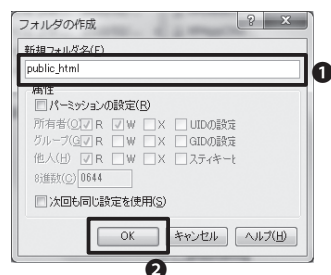 フォルダの作成
新規フォルダ名(F)
public_html
❶
属性
パーミッションの設定(R)
所有者(O) R W X UIDの設定
グループ(G) R W X GIDの設定
他人(H) R W X スティキービ
8進数(C) 0644
次回も同じ設定を使用(S)
OK キャンセル ヘルプ(H)
❷